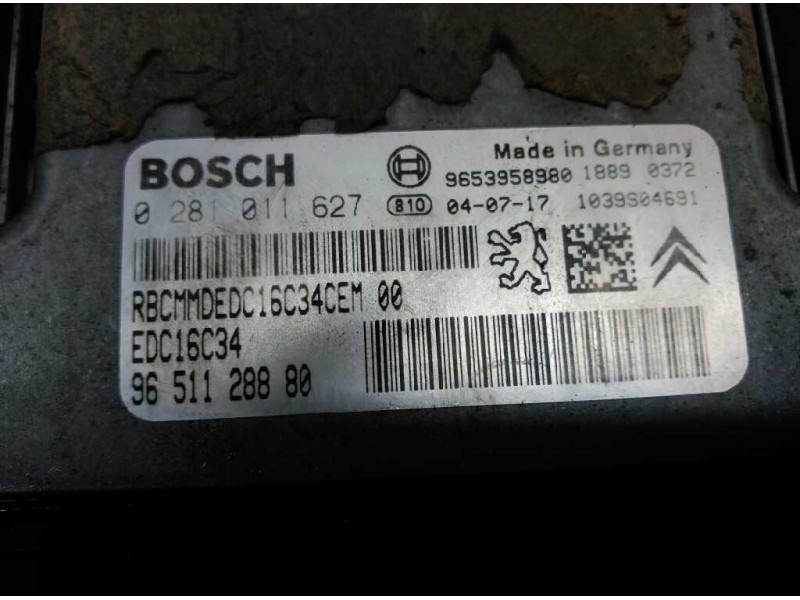 BOSCH
Made in Germany
9653958980 1889 0372
0 281 011 627 810 04-07-17 1039S04691
RBCMMDEDC16C34CEM 00
EDC16C34
96 511 288 80